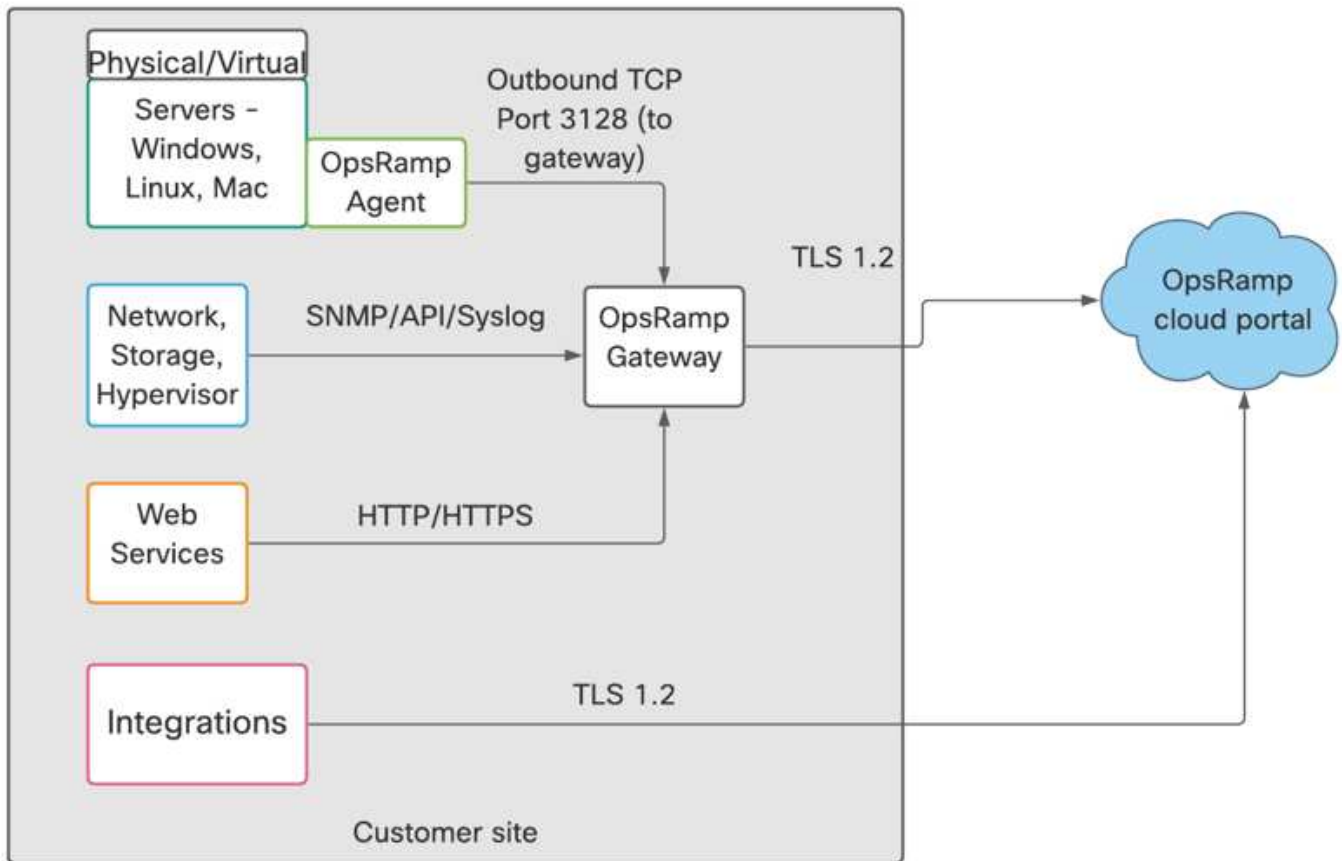 Physical/Virtual
Servers -
Windows,
Linux, Mac
OpsRamp
Agent
Outbound TCP
Port 3128 (to
gateway)
TLS 1.2
OpsRamp
cloud portal
Network,
Storage,
Hypervisor
SNMP/API/Syslog
OpsRamp
Gateway
Web
Services
HTTP/HTTPS
Integrations
TLS 1.2
Customer site